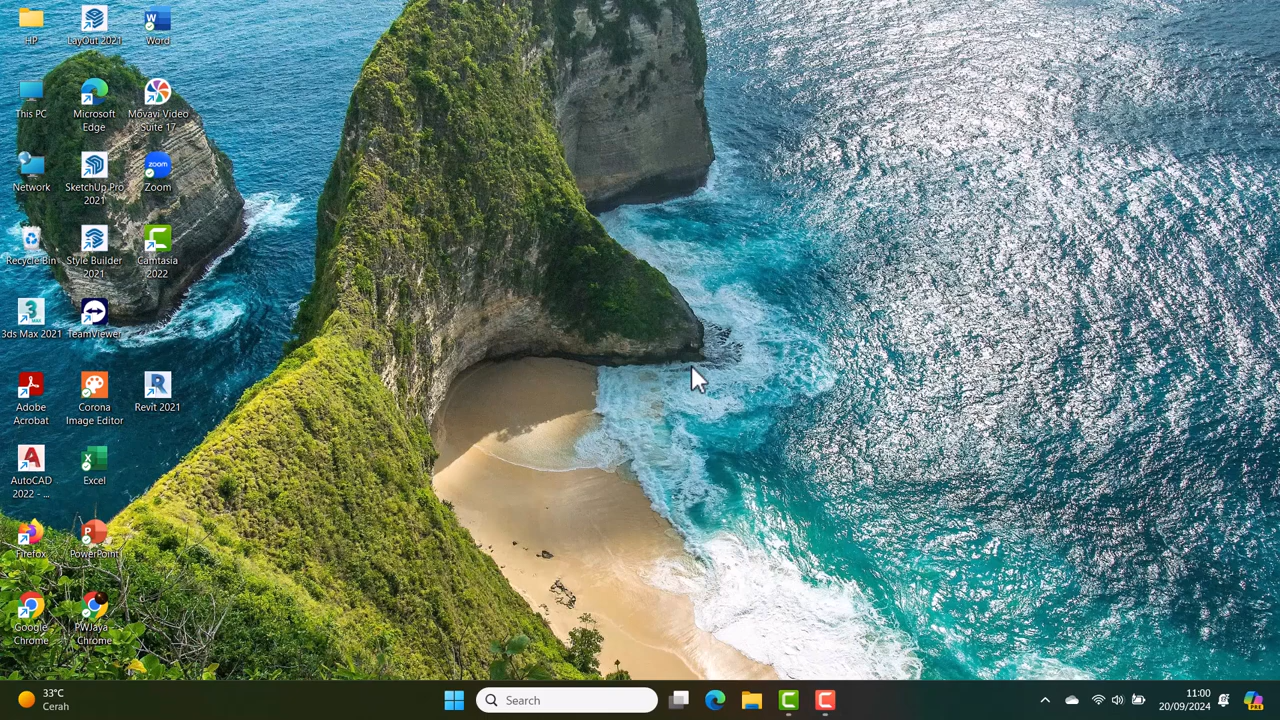 HP
LayOut 2021
Word
This PC
Microsoft
Edge
Movavi Video
Suite 17
Network
SketchUp Pro
2021
zoom
Zoom
Recycle Bin
Style Builder
2021
Camtasia
2022
3ds Max 2021
TeamViewer
Adobe
Acrobat
Corona
Image Editor
Revit 2021
AutoCAD
2022 - ...
Excel
Firefox
PowerPoint
Google
Chrome
PWJaya -
Chrome
33°C
Cerah
Search
11:00
20/09/2024